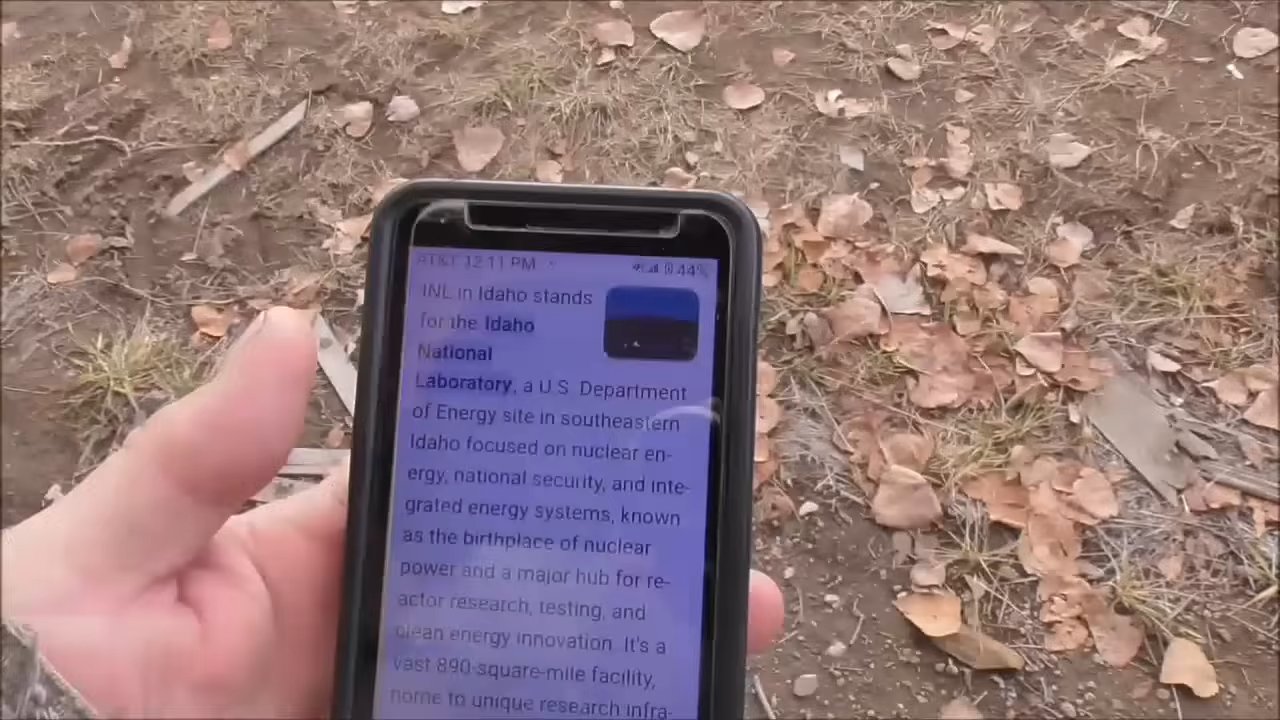 AT&T 12:11 PM
44%
INL in Idaho stands
for the Idaho
National
Laboratory, a U.S. Department
of Energy site in southeastern
Idaho focused on nuclear en-
ergy, national security, and inte-
grated energy systems, known
as the birthplace of nuclear
power and a major hub for re-
actor research, testing, and
clean energy innovation. It's a
vast 890-square-mile facility,
home to unique research infra-